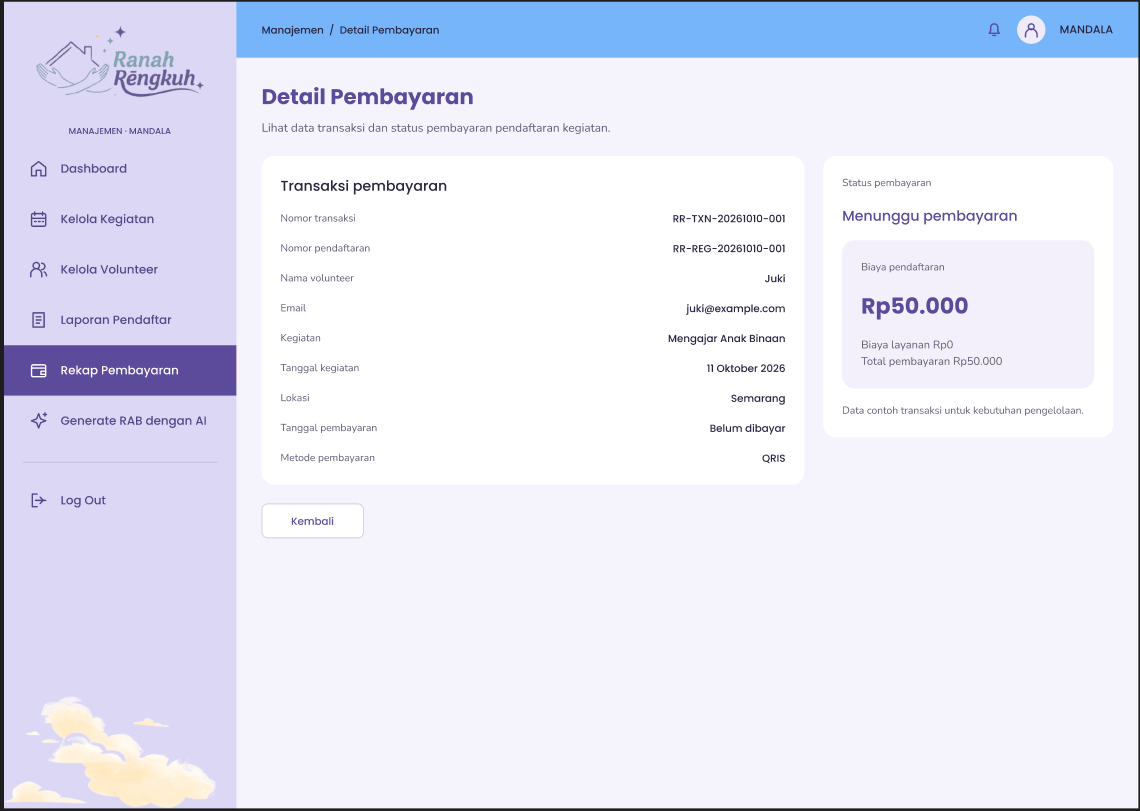 Ranah
Rēngkuh
MANAJEMEN · MANDALA
Dashboard
Kelola Kegiatan
Kelola Volunteer
Laporan Pendaftar
Rekap Pembayaran
Generate RAB dengan AI
Log Out
Manajemen / Detail Pembayaran
MANDALA
Detail Pembayaran
Lihat data transaksi dan status pembayaran pendaftaran kegiatan.
Transaksi pembayaran
Nomor transaksi RR-TXN-20261010-001
Nomor pendaftaran RR-REG-20261010-001
Nama volunteer Juki
Email juki@example.com
Kegiatan Mengajar Anak Binaan
Tanggal kegiatan 11 Oktober 2026
Lokasi Semarang
Tanggal pembayaran Belum dibayar
Metode pembayaran QRIS
Kembali
Status pembayaran
Menunggu pembayaran
Biaya pendaftaran
Rp50.000
Biaya layanan Rp0
Total pembayaran Rp50.000
Data contoh transaksi untuk kebutuhan pengelolaan.